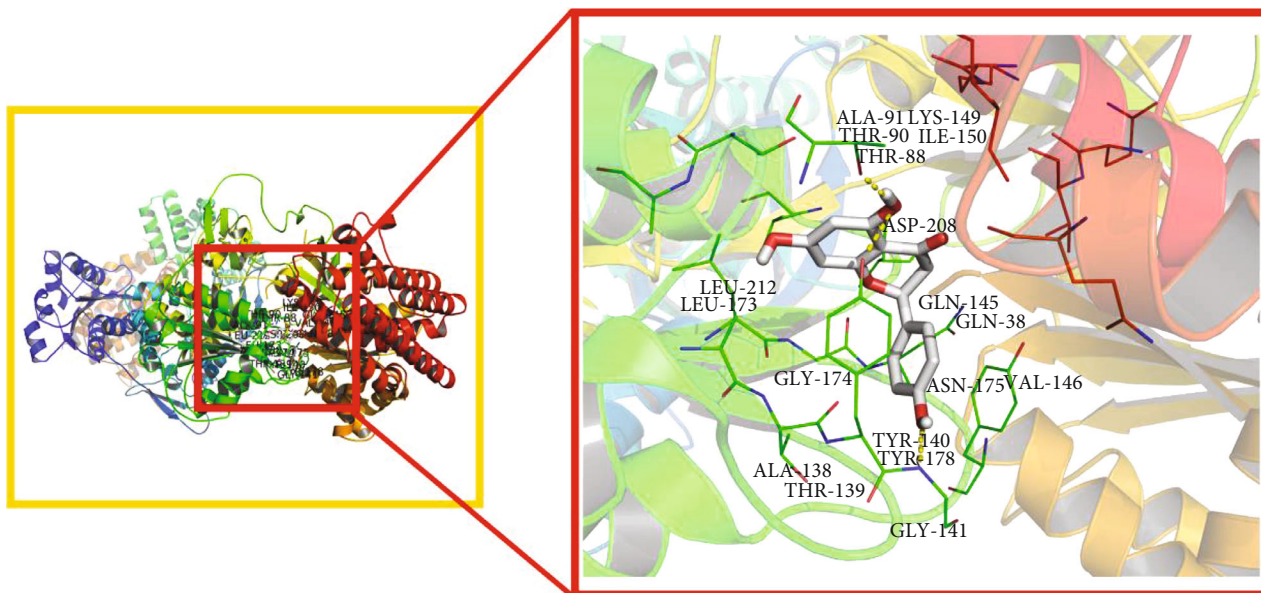 ALA-91 LYS-149
THR-90 ILE-150
THR-88
ASP-208
LEU-212
LEU-173
GLN-145
GLN-38
GLY-174
ASN-175 VAL-146
TYR-140
TYR-178
ALA-138
THR-139
GLY-141